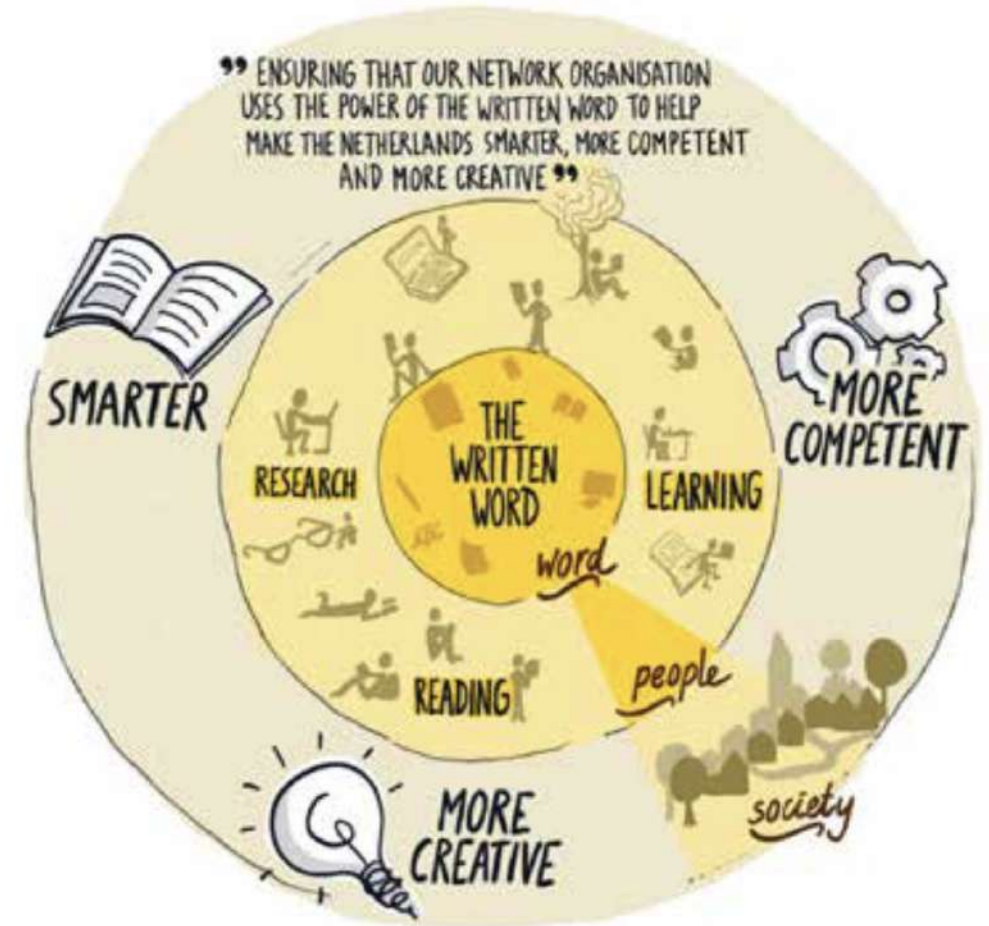 ❞ ENSURING THAT OUR NETWORK ORGANISATION
USES THE POWER OF THE WRITTEN WORD TO HELP
MAKE THE NETHERLANDS SMARTER, MORE COMPETENT
AND MORE CREATIVE ❞
SMARTER
MORE
COMPETENT
THE
WRITTEN
WORD
RESEARCH
LEARNING
word
people
READING
society
MORE
CREATIVE